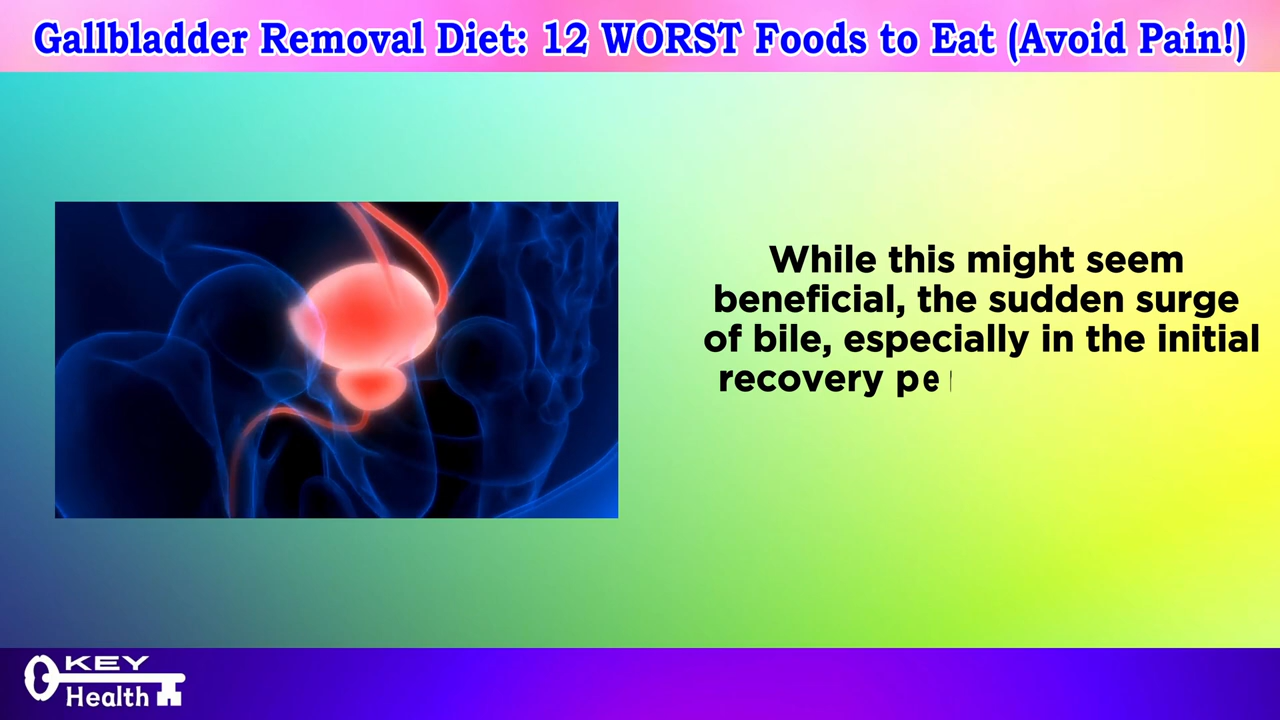 Gallbladder Removal Diet: 12 WORST Foods to Eat (Avoid Pain!)
While this might seem
beneficial, the sudden surge
of bile, especially in the initial
recovery pe
KEY
Health